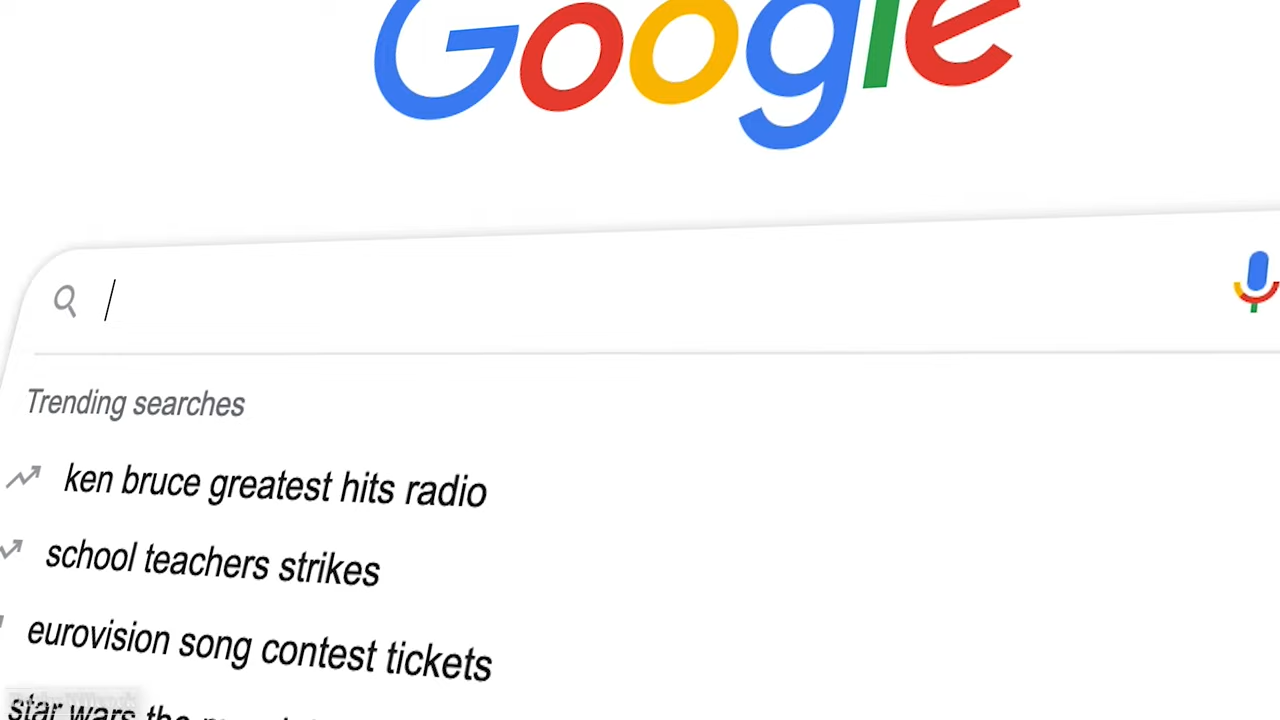 Google
Trending searches
ken bruce greatest hits radio
school teachers strikes
eurovision song contest tickets
star wars the